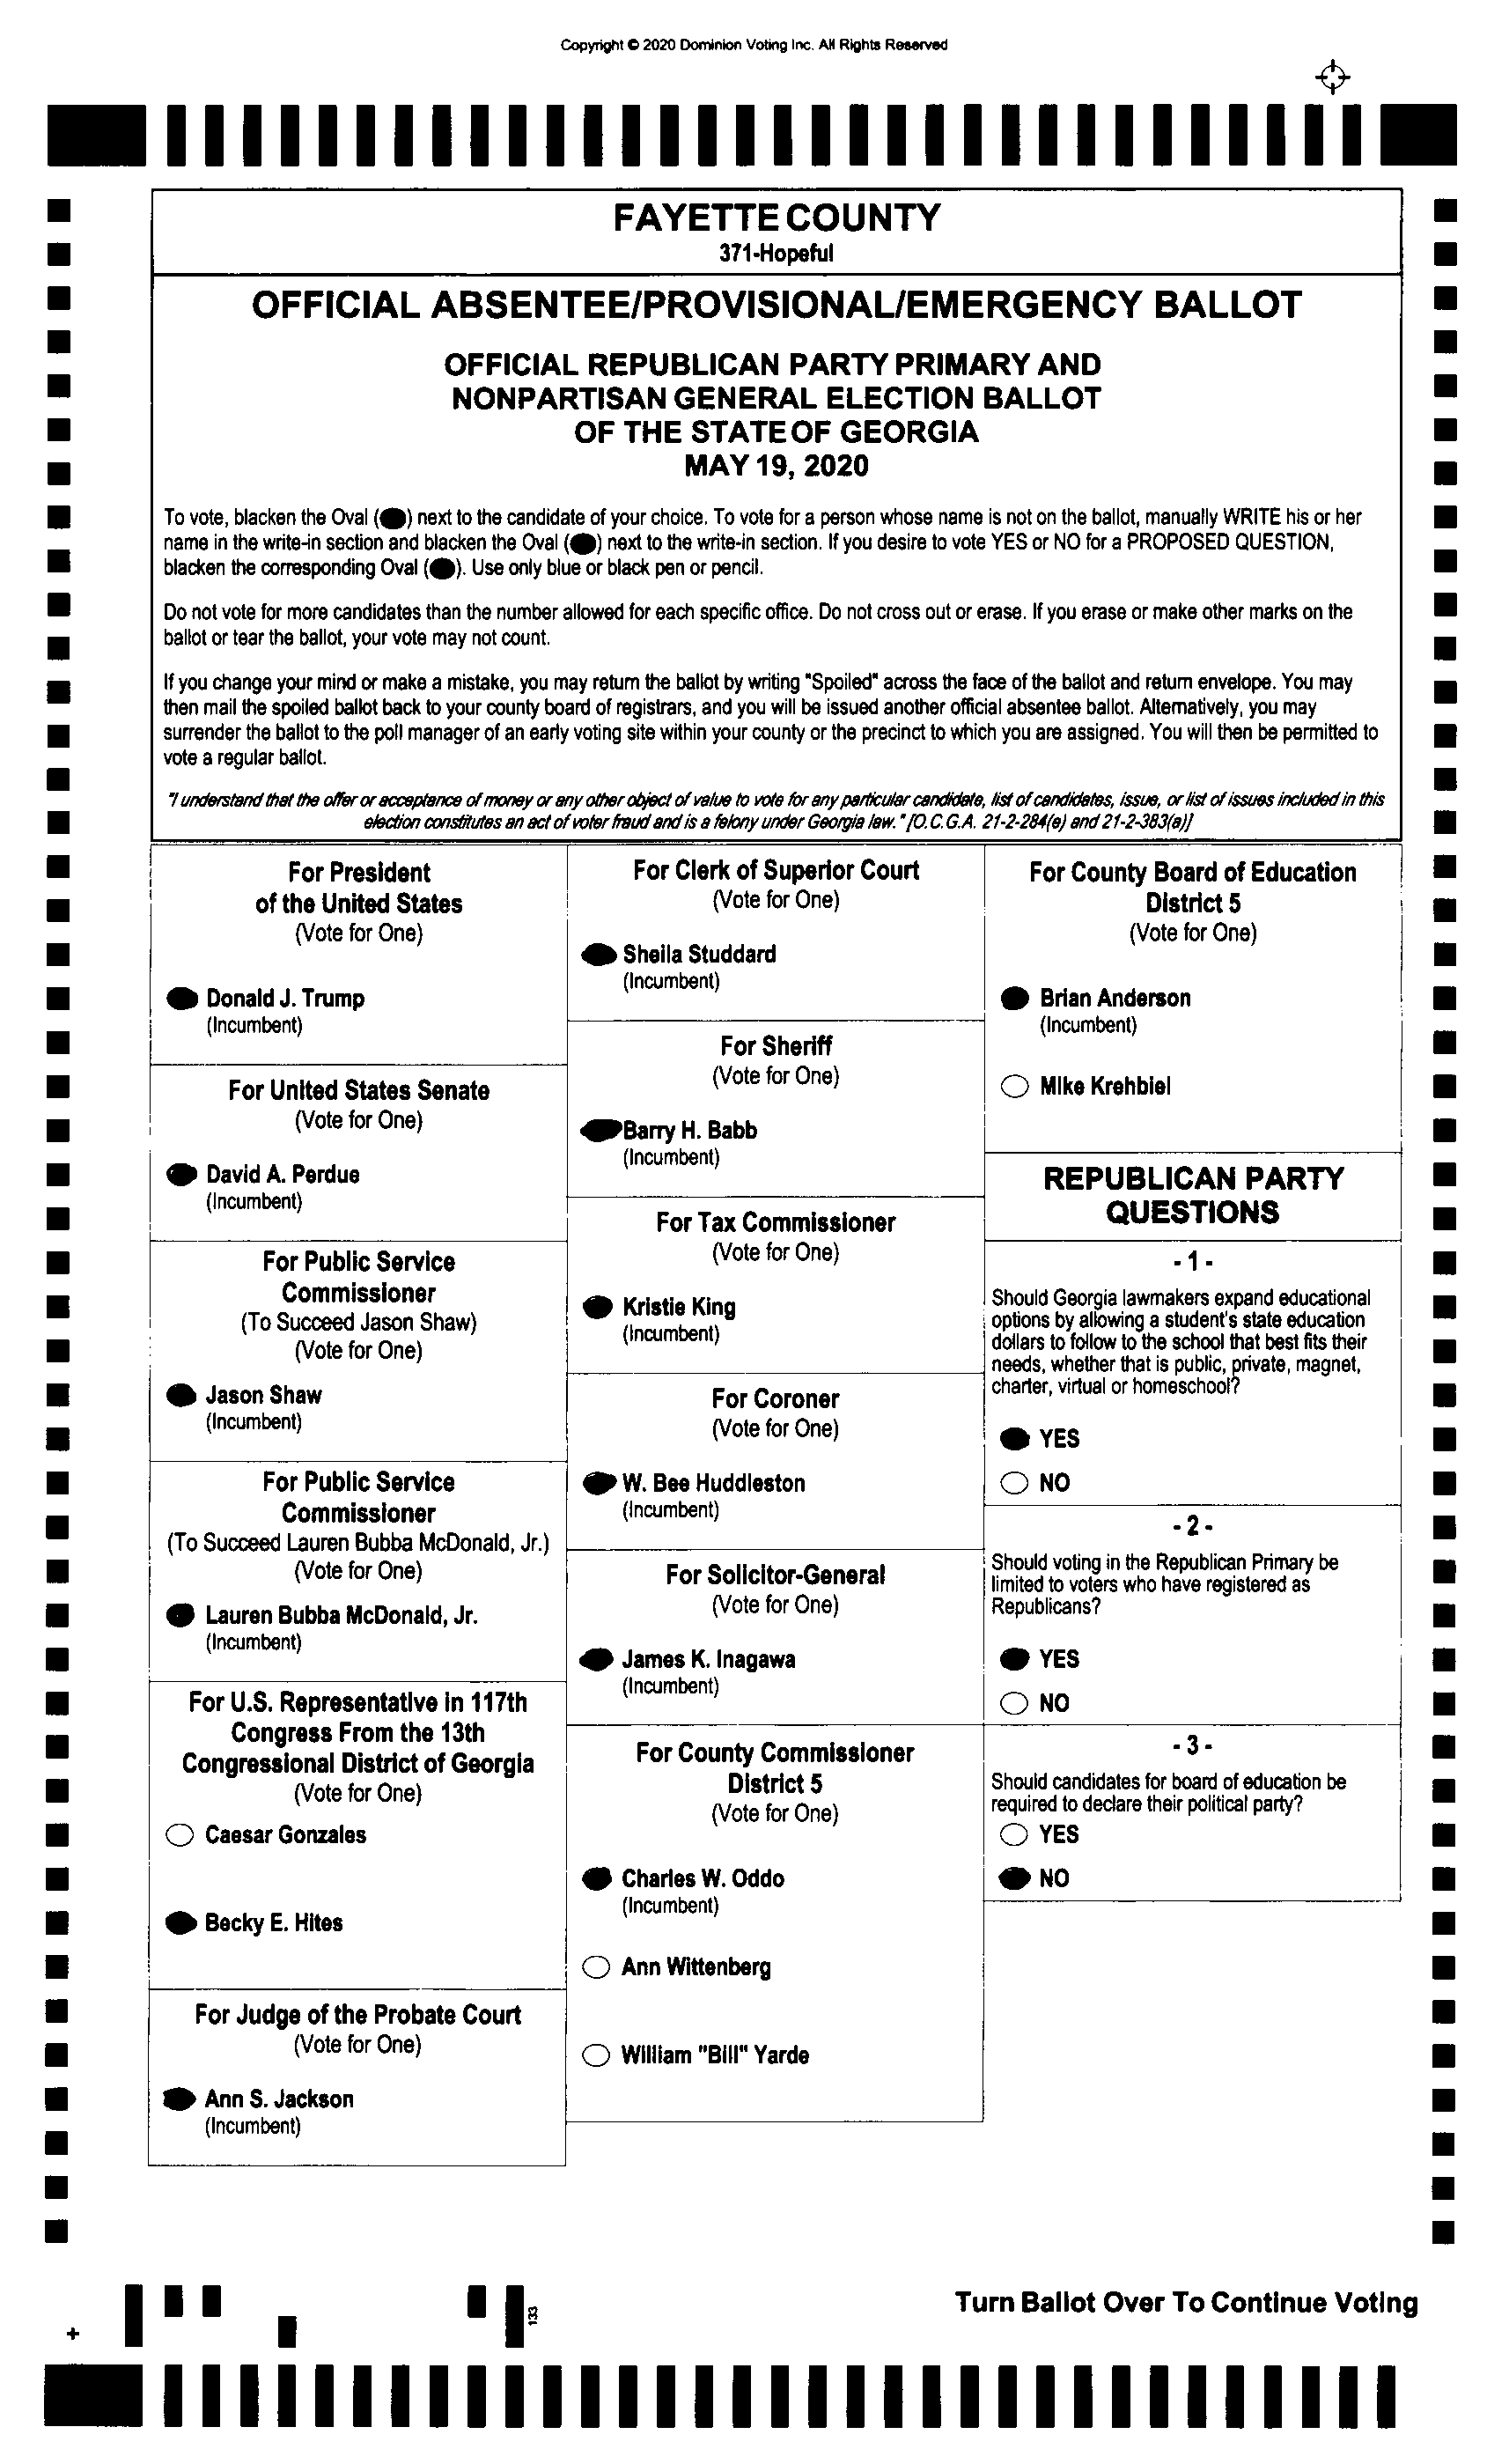 Copyright © 2020 Dominion Voting Inc. All Rights Reserved
FAYETTE COUNTY
371-Hopeful
OFFICIAL ABSENTEE/PROVISIONAL/EMERGENCY BALLOT
OFFICIAL REPUBLICAN PARTY PRIMARY AND
NONPARTISAN GENERAL ELECTION BALLOT
OF THE STATE OF GEORGIA
MAY 19, 2020
To vote, blacken the Oval ( ) next to the candidate of your choice. To vote for a person whose name is not on the ballot, manually WRITE his or her
name in the write-in section and blacken the Oval ( ) next to the write-in section. If you desire to vote YES or NO for a PROPOSED QUESTION,
blacken the corresponding Oval ( ). Use only blue or black pen or pencil.
Do not vote for more candidates than the number allowed for each specific office. Do not cross out or erase. If you erase or make other marks on the
ballot or tear the ballot, your vote may not count.
If you change your mind or make a mistake, you may return the ballot by writing "Spoiled" across the face of the ballot and return envelope. You may
then mail the spoiled ballot back to your county board of registrars, and you will be issued another official absentee ballot. Alternatively, you may
surrender the ballot to the poll manager of an early voting site within your county or the precinct to which you are assigned. You will then be permitted to
vote a regular ballot.
"I understand that the offer or acceptance of money or any other object of value to vote for any particular candidate, list of candidates, issue, or list of issues included in this
election constitutes an act of voter fraud and is a felony under Georgia law." [O.C.G.A. 21-2-284(e) and 21-2-383(a)]
For President
of the United States
(Vote for One)
Donald J. Trump
(Incumbent)
For United States Senate
(Vote for One)
David A. Perdue
(Incumbent)
For Public Service
Commissioner
(To Succeed Jason Shaw)
(Vote for One)
Jason Shaw
(Incumbent)
For Public Service
Commissioner
(To Succeed Lauren Bubba McDonald, Jr.)
(Vote for One)
Lauren Bubba McDonald, Jr.
(Incumbent)
For U.S. Representative in 117th
Congress From the 13th
Congressional District of Georgia
(Vote for One)
Caesar Gonzales
Becky E. Hites
For Judge of the Probate Court
(Vote for One)
Ann S. Jackson
(Incumbent)
For Clerk of Superior Court
(Vote for One)
Sheila Studdard
(Incumbent)
For Sheriff
(Vote for One)
Barry H. Babb
(Incumbent)
For Tax Commissioner
(Vote for One)
Kristie King
(Incumbent)
For Coroner
(Vote for One)
W. Bee Huddleston
(Incumbent)
For Solicitor-General
(Vote for One)
James K. Inagawa
(Incumbent)
For County Commissioner
District 5
(Vote for One)
Charles W. Oddo
(Incumbent)
Ann Wittenberg
William "Bill" Yarde
For County Board of Education
District 5
(Vote for One)
Brian Anderson
(Incumbent)
Mike Krehbiel
REPUBLICAN PARTY
QUESTIONS
- 1 -
Should Georgia lawmakers expand educational
options by allowing a student's state education
dollars to follow to the school that best fits their
needs, whether that is public, private, magnet,
charter, virtual or homeschool?
YES
NO
- 2 -
Should voting in the Republican Primary be
limited to voters who have registered as
Republicans?
YES
NO
- 3 -
Should candidates for board of education be
required to declare their political party?
YES
NO
133
Turn Ballot Over To Continue Voting